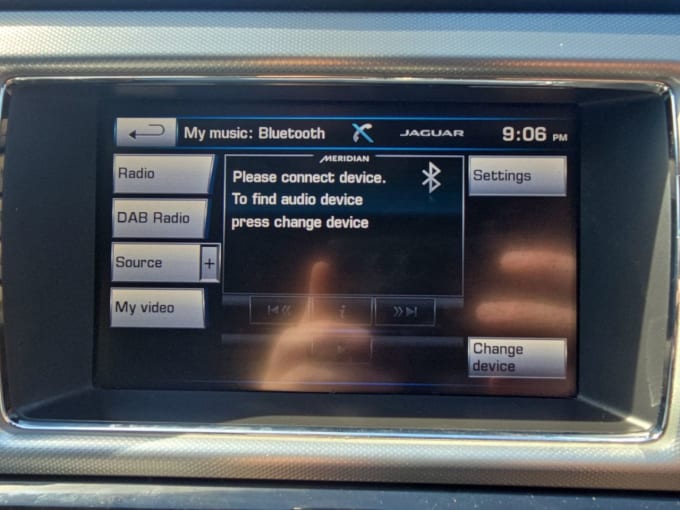 My music: Bluetooth JAGUAR 9:06 PM
MERIDIAN
Radio
DAB Radio
Source +
My video
Please connect device.
To find audio device
press change device
i
Settings
Change
device